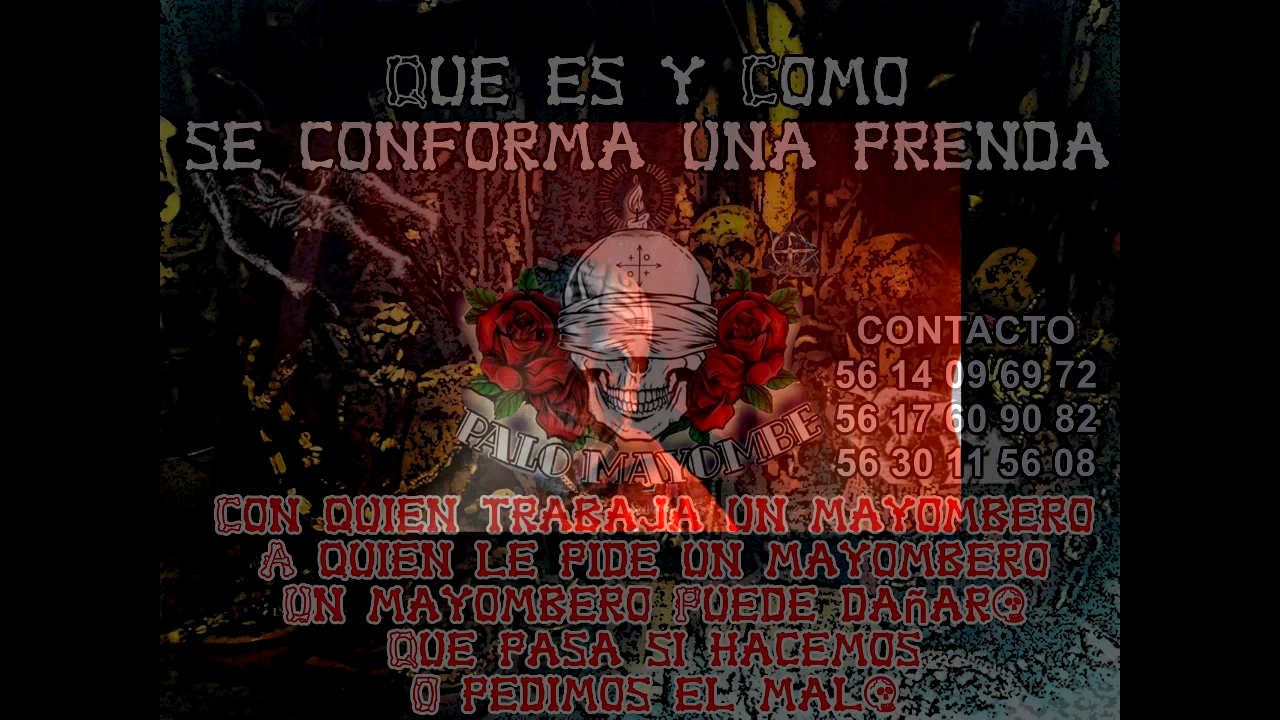 QUE ES Y COMO
SE CONFORMA UNA PRENDA
PALO MAYOMBE
CONTACTO
56 14 09 69 72
56 17 60 90 82
56 30 11 56 08
CON QUIEN TRABAJA UN MAYOMBERO
A QUIEN LE PIDE UN MAYOMBERO
UN MAYOMBERO PUEDE DAñAR
QUE PASA SI HACEMOS
O PEDIMOS EL MAL